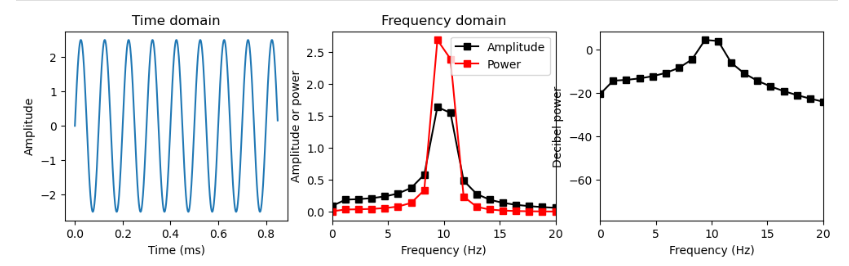 Time domain
Amplitude
2
1
0
−1
−2
0.0 0.2 0.4 0.6 0.8
Time (ms)
Frequency domain
Amplitude or power
2.5
2.0
1.5
1.0
0.5
0.0
Amplitude
Power
0 5 10 15 20
Frequency (Hz)
Decibel power
0
−20
−40
−60
0 5 10 15 20
Frequency (Hz)